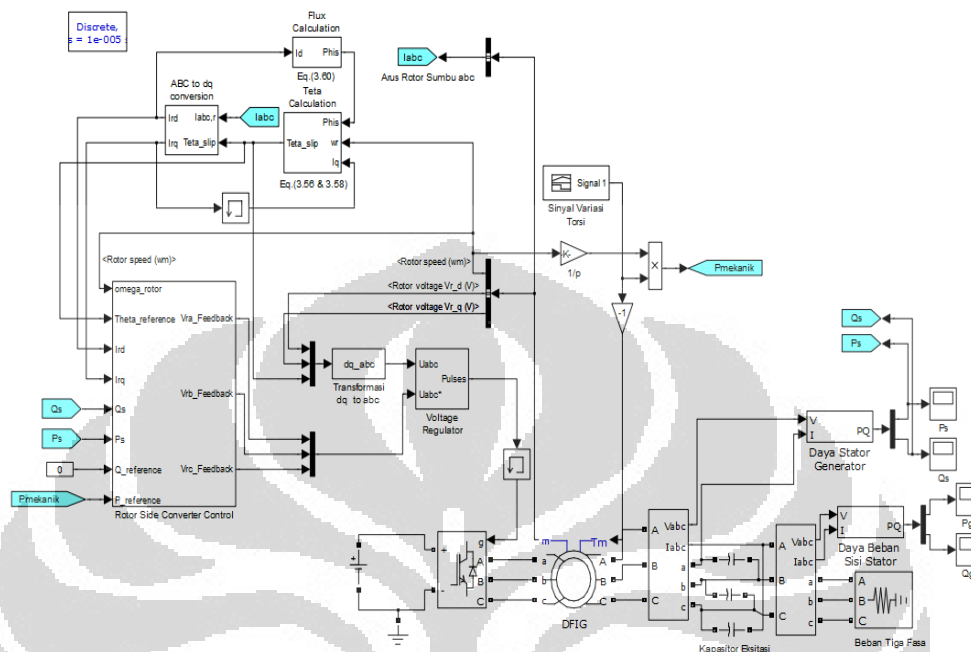 Discrete,
s = 1e-005 s
Flux
Calculation
Id
Phis
Eq.(3.60)
Iabc
Arus Rotor Sumbu abc
ABC to dq
conversion
Ird
Iabc,r
Irq
Teta_slip
Iabc
Teta
Calculation
Phis
Teta_slip
wr
Iq
Eq.(3.56 & 3.58)
Signal 1
Sinyal Variasi
Torsi
K-
1/p
X
Pmekanik
-1
<Rotor speed (wm)>
<Rotor speed (wm)>
<Rotor voltage Vr_d (V)>
<Rotor voltage Vr_q (V)>
omega_rotor
Theta_reference
Ird
Irq
Qs
Ps
Q_reference
P_reference
Vra_Feedback
Vrb_Feedback
Vrc_Feedback
Rotor Side Converter Control
Qs
Ps
0
Pmekanik
dq_abc
Transformasi
dq to abc
Uabc
Pulses
Uabc*
Voltage
Regulator
Qs
Ps
V
I
PQ
Daya Stator
Generator
Ps
Qs
V
I
PQ
Daya Beban
Sisi Stator
+
-
g
A
B
C
m
Tm
a
b
c
A
B
C
DFIG
A
B
C
Vabc
Iabc
a
b
c
Kapasitor Eksitasi
A
B
C
Vabc
Iabc
a
b
c
A
B
C
Beban Tiga Fasa